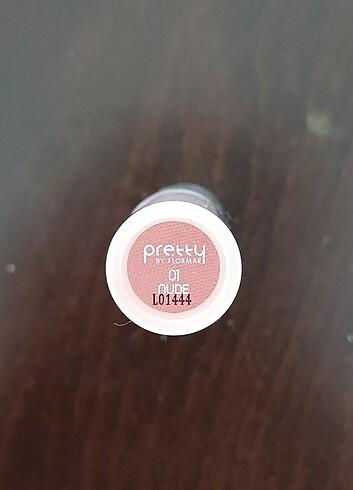 pretty
BY FLORMAR
01
NUDE
L01444